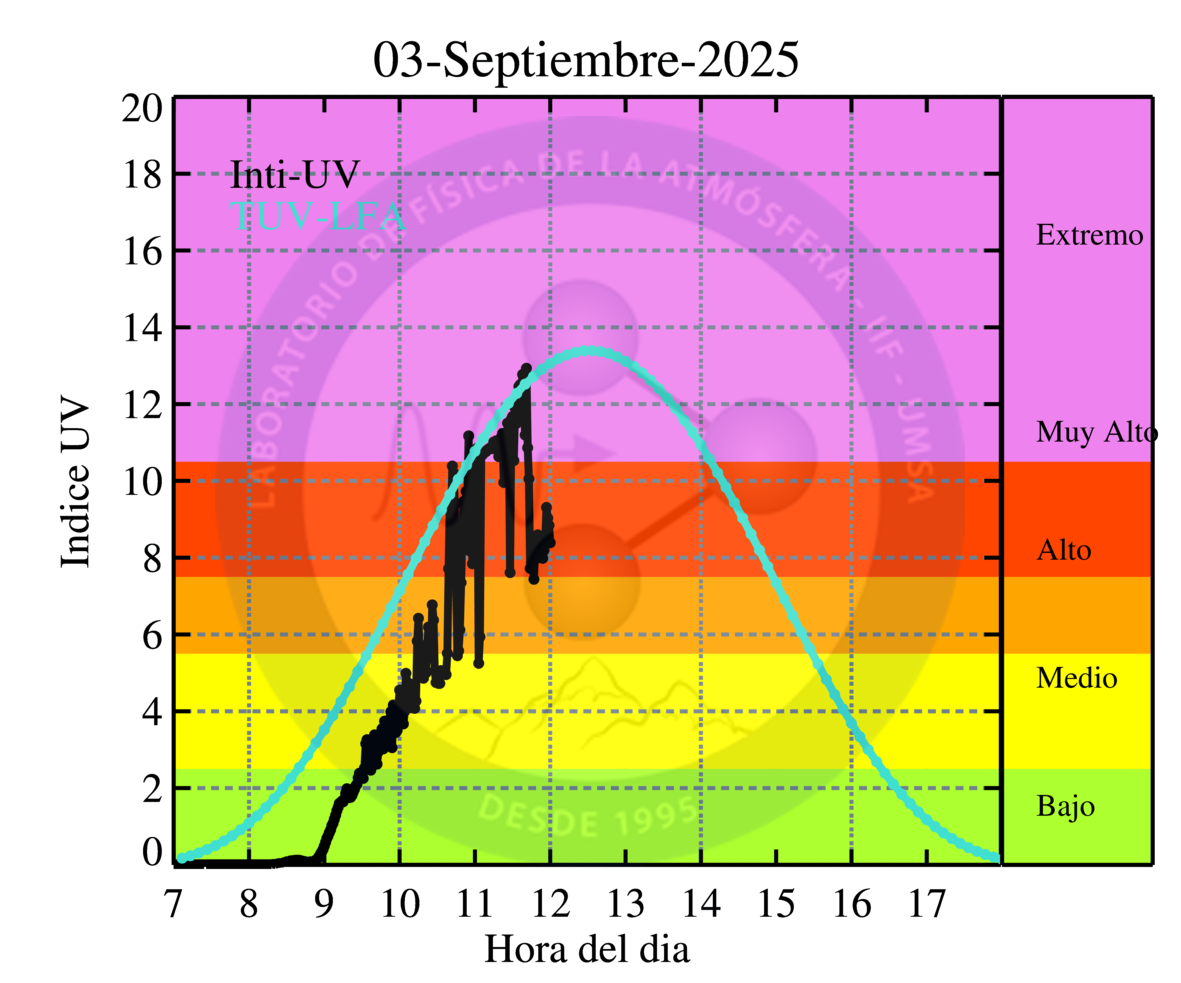 03-Septiembre-2025
20
18
16
14
12
10
8
6
4
2
0
Indice UV
Inti-UV
TUV-LFA
LABORATORIO DE FÍSICA DE LA ATMÓSFERA - IIF - UMSA
DESDE 1995
Extremo
Muy Alto
Alto
Medio
Bajo
7 8 9 10 11 12 13 14 15 16 17
Hora del dia